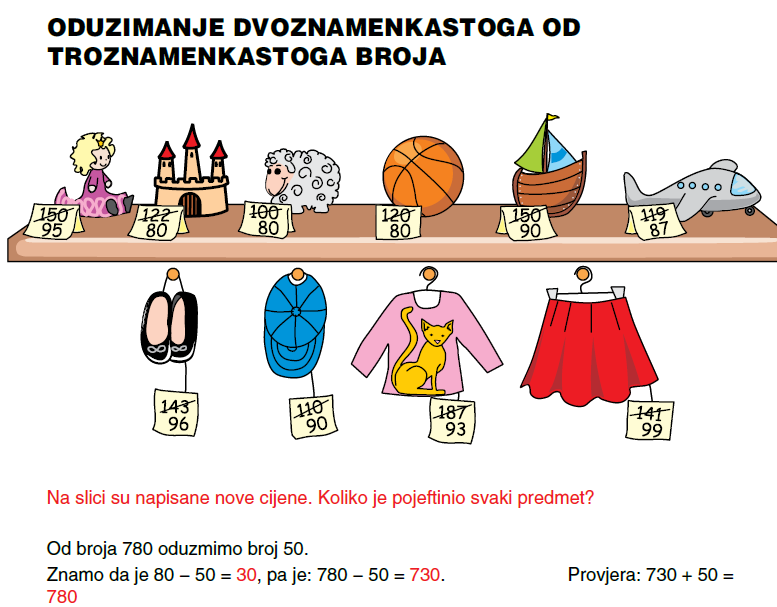 ODUZIMANJE DVOZNAMENKASTOGA OD
TROZNAMENKASTOGA BROJA
150 122 100 120 150 119
95 80 80 80 90 87
143 110 187 141
96 90 93 99
Na slici su napisane nove cijene. Koliko je pojeftinio svaki predmet?
Od broja 780 oduzmimo broj 50.
Znamo da je 80 − 50 = 30, pa je: 780 − 50 = 730. Provjera: 730 + 50 =
780